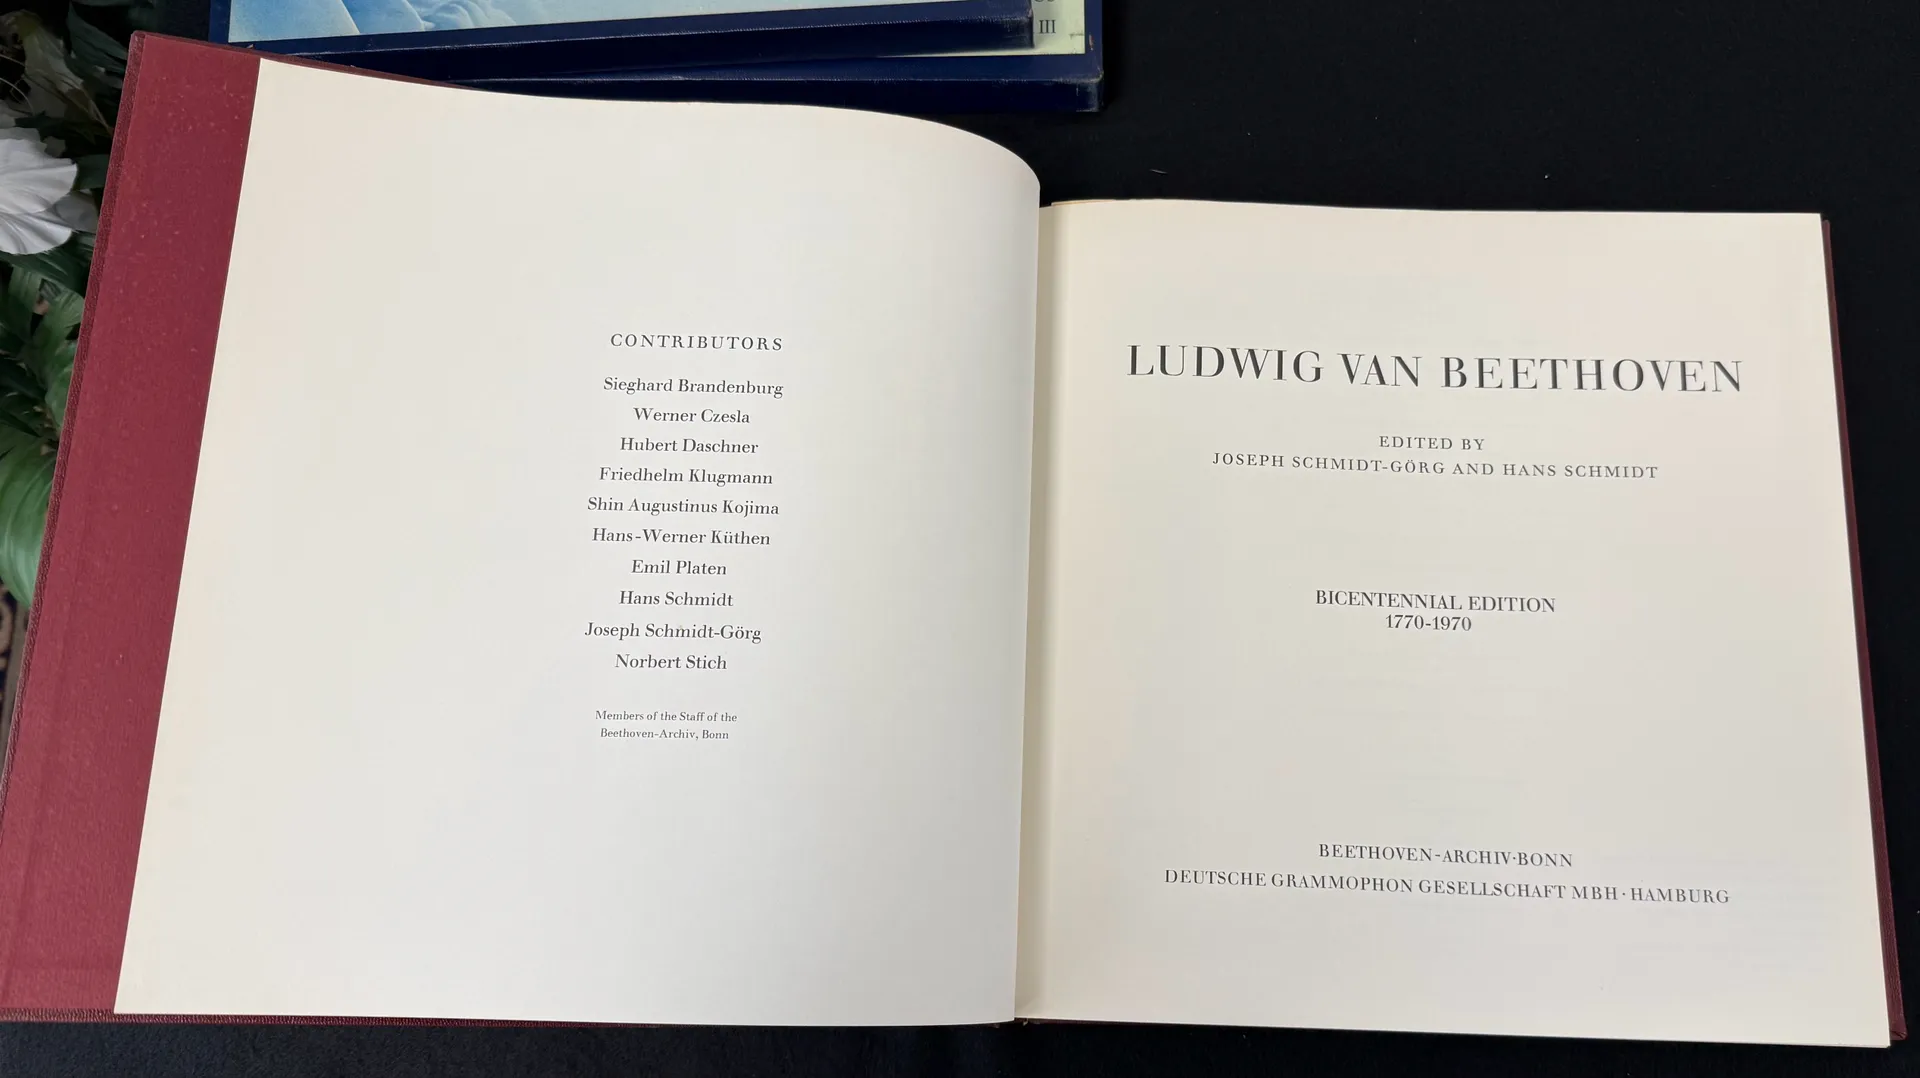 III
CONTRIBUTORS
Sieghard Brandenburg
Werner Czesla
Hubert Daschner
Friedhelm Klugmann
Shin Augustinus Kojima
Hans-Werner Küthen
Emil Platen
Hans Schmidt
Joseph Schmidt-Görg
Norbert Stich
Members of the Staff of the
Beethoven-Archiv, Bonn
LUDWIG VAN BEETHOVEN
EDITED BY
JOSEPH SCHMIDT-GÖRG AND HANS SCHMIDT
BICENTENNIAL EDITION
1770-1970
BEETHOVEN-ARCHIV·BONN
DEUTSCHE GRAMMOPHON GESELLSCHAFT MBH · HAMBURG